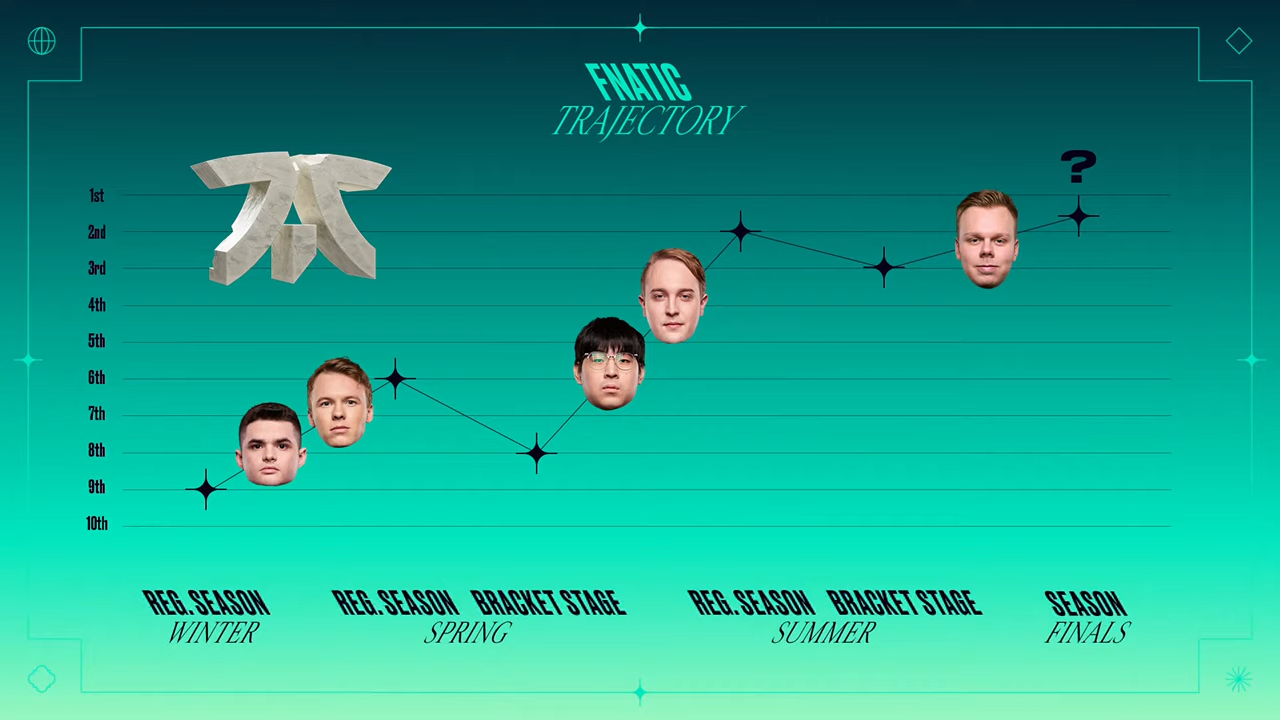 FNATIC
TRAJECTORY
?
1st
2nd
3rd
4th
5th
6th
7th
8th
9th
10th
REG. SEASON REG. SEASON BRACKET STAGE REG. SEASON BRACKET STAGE SEASON
WINTER SPRING SUMMER FINALS